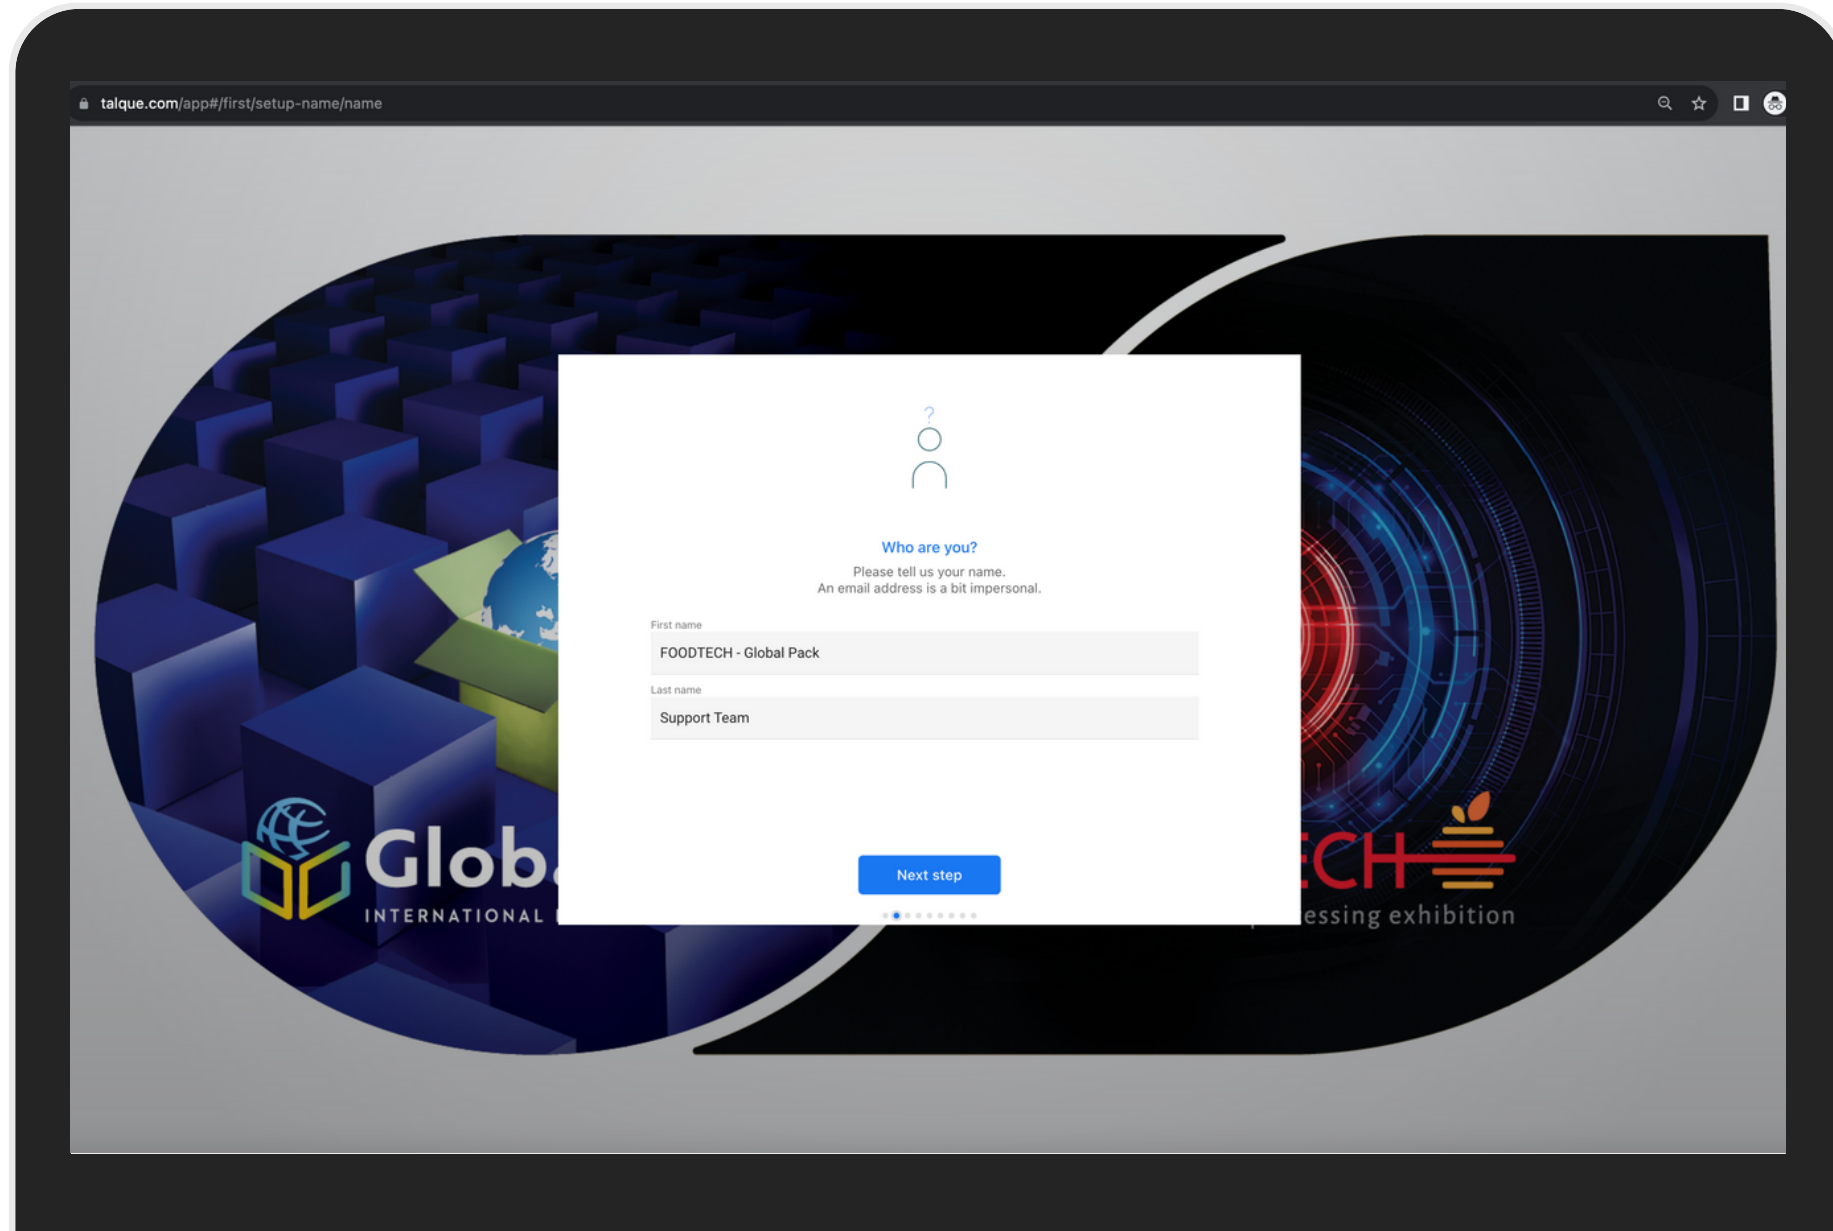 talque.com/app#/first/setup-name/name
?
Who are you?
Please tell us your name.
An email address is a bit impersonal.
First name
FOODTECH - Global Pack
Last name
Support Team
Next step
Glob
ECH
INTERNATIONAL
essing exhibition